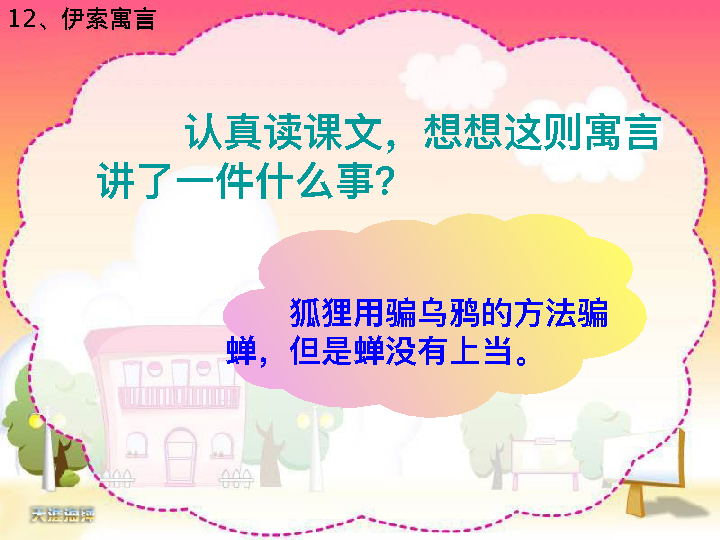 12、伊索寓言
认真读课文，想想这则寓言
讲了一件什么事？
狐狸用骗乌鸦的方法骗
蝉，但是蝉没有上当。